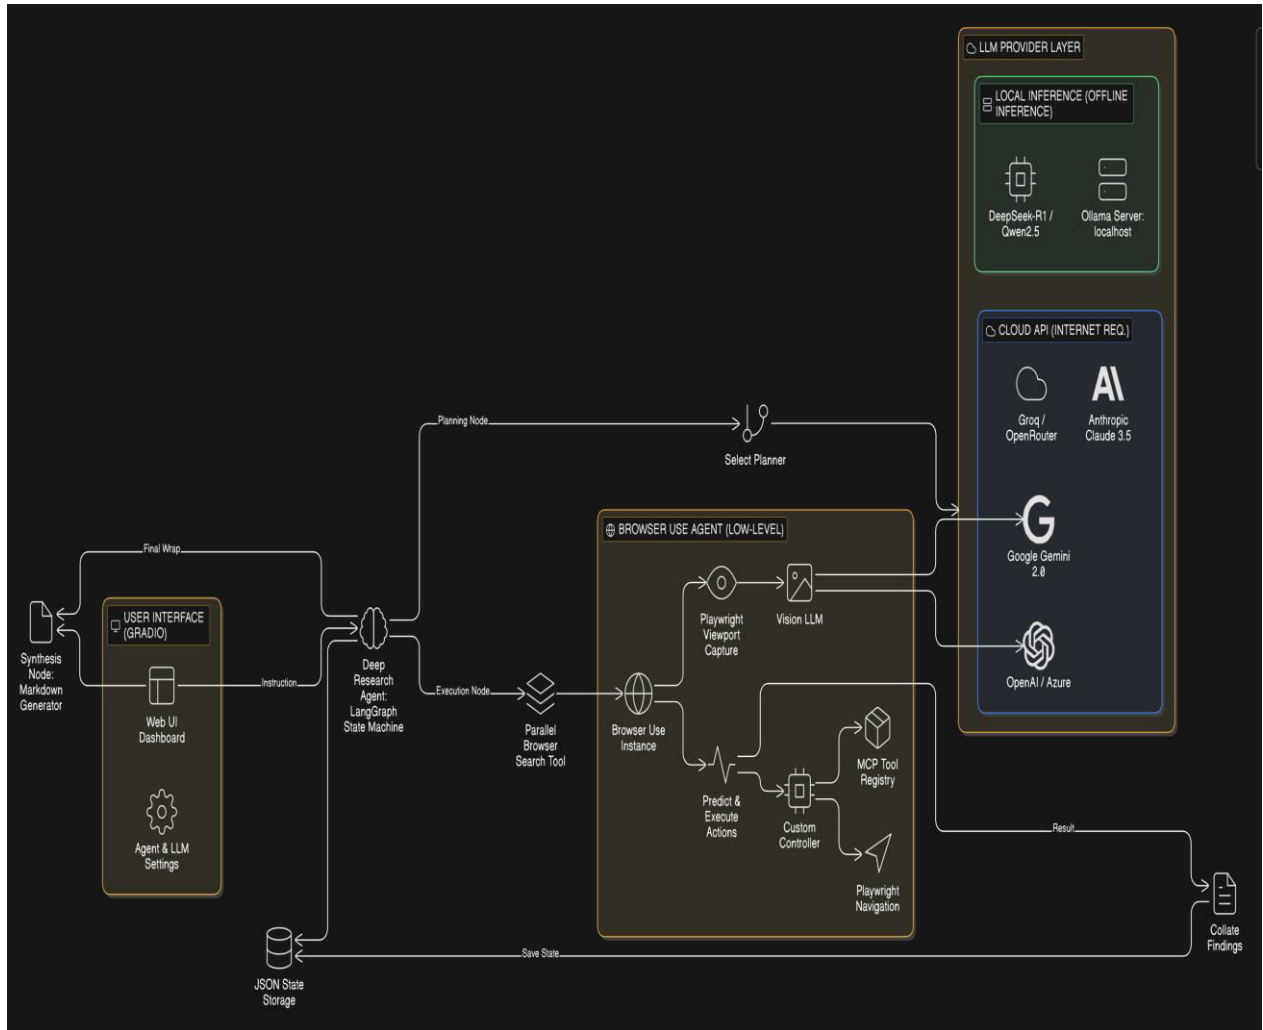 LLM PROVIDER LAYER
LOCAL INFERENCE (OFFLINE
INFERENCE)
DeepSeek-R1 /
Qwen2.5
Ollama Server:
localhost
CLOUD API (INTERNET REQ.)
Groq /
OpenRouter
Anthropic
Claude 3.5
Planning Node
Select Planner
BROWSER USE AGENT (LOW-LEVEL)
Google Gemini
2.0
Final Wrap
USER INTERFACE
(GRADIO)
Playwright
Viewport
Capture
Vision LLM
Synthesis
Node:
Markdown
Generator
Instruction
Deep
Research
Agent:
LangGraph
State Machine
Execution Node
OpenAI / Azure
Web UI
Dashboard
Parallel
Browser
Search Tool
Browser Use
Instance
MCP Tool
Registry
Predict &
Execute
Actions
Custom
Controller
Result
Agent & LLM
Settings
Playwright
Navigation
Collate
Findings
Save State
JSON State
Storage